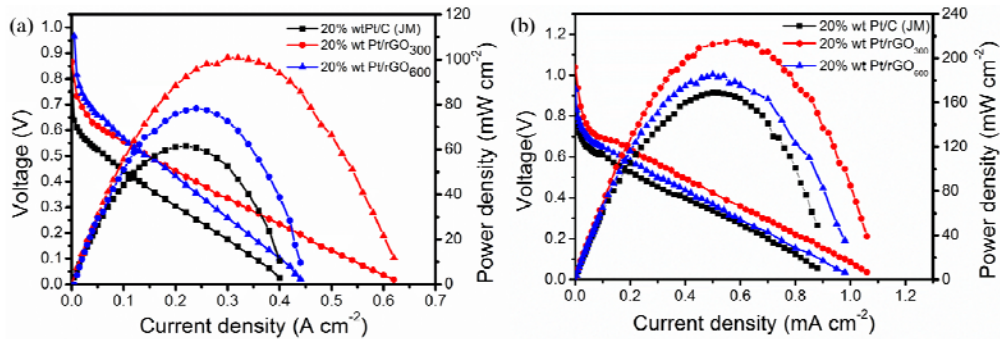 (a)
20% wtPt/C (JM)
20% wt Pt/rGO300
20% wt Pt/rGO600
Voltage (V)
1.0
0.9
0.8
0.7
0.6
0.5
0.4
0.3
0.2
0.1
0.0
0.0 0.1 0.2 0.3 0.4 0.5 0.6 0.7
Current density (A cm-2)
120
100
80
60
40
20
0
Power density (mW cm-2)
(b)
20% wt Pt/C (JM)
20% wt Pt/rGO300
20% wt Pt/rGO600
Voltage(V)
1.2
1.0
0.8
0.6
0.4
0.2
0.0
0.0 0.2 0.4 0.6 0.8 1.0 1.2
Current density (mA cm-2)
240
200
160
120
80
40
0
Power density (mW cm-2)